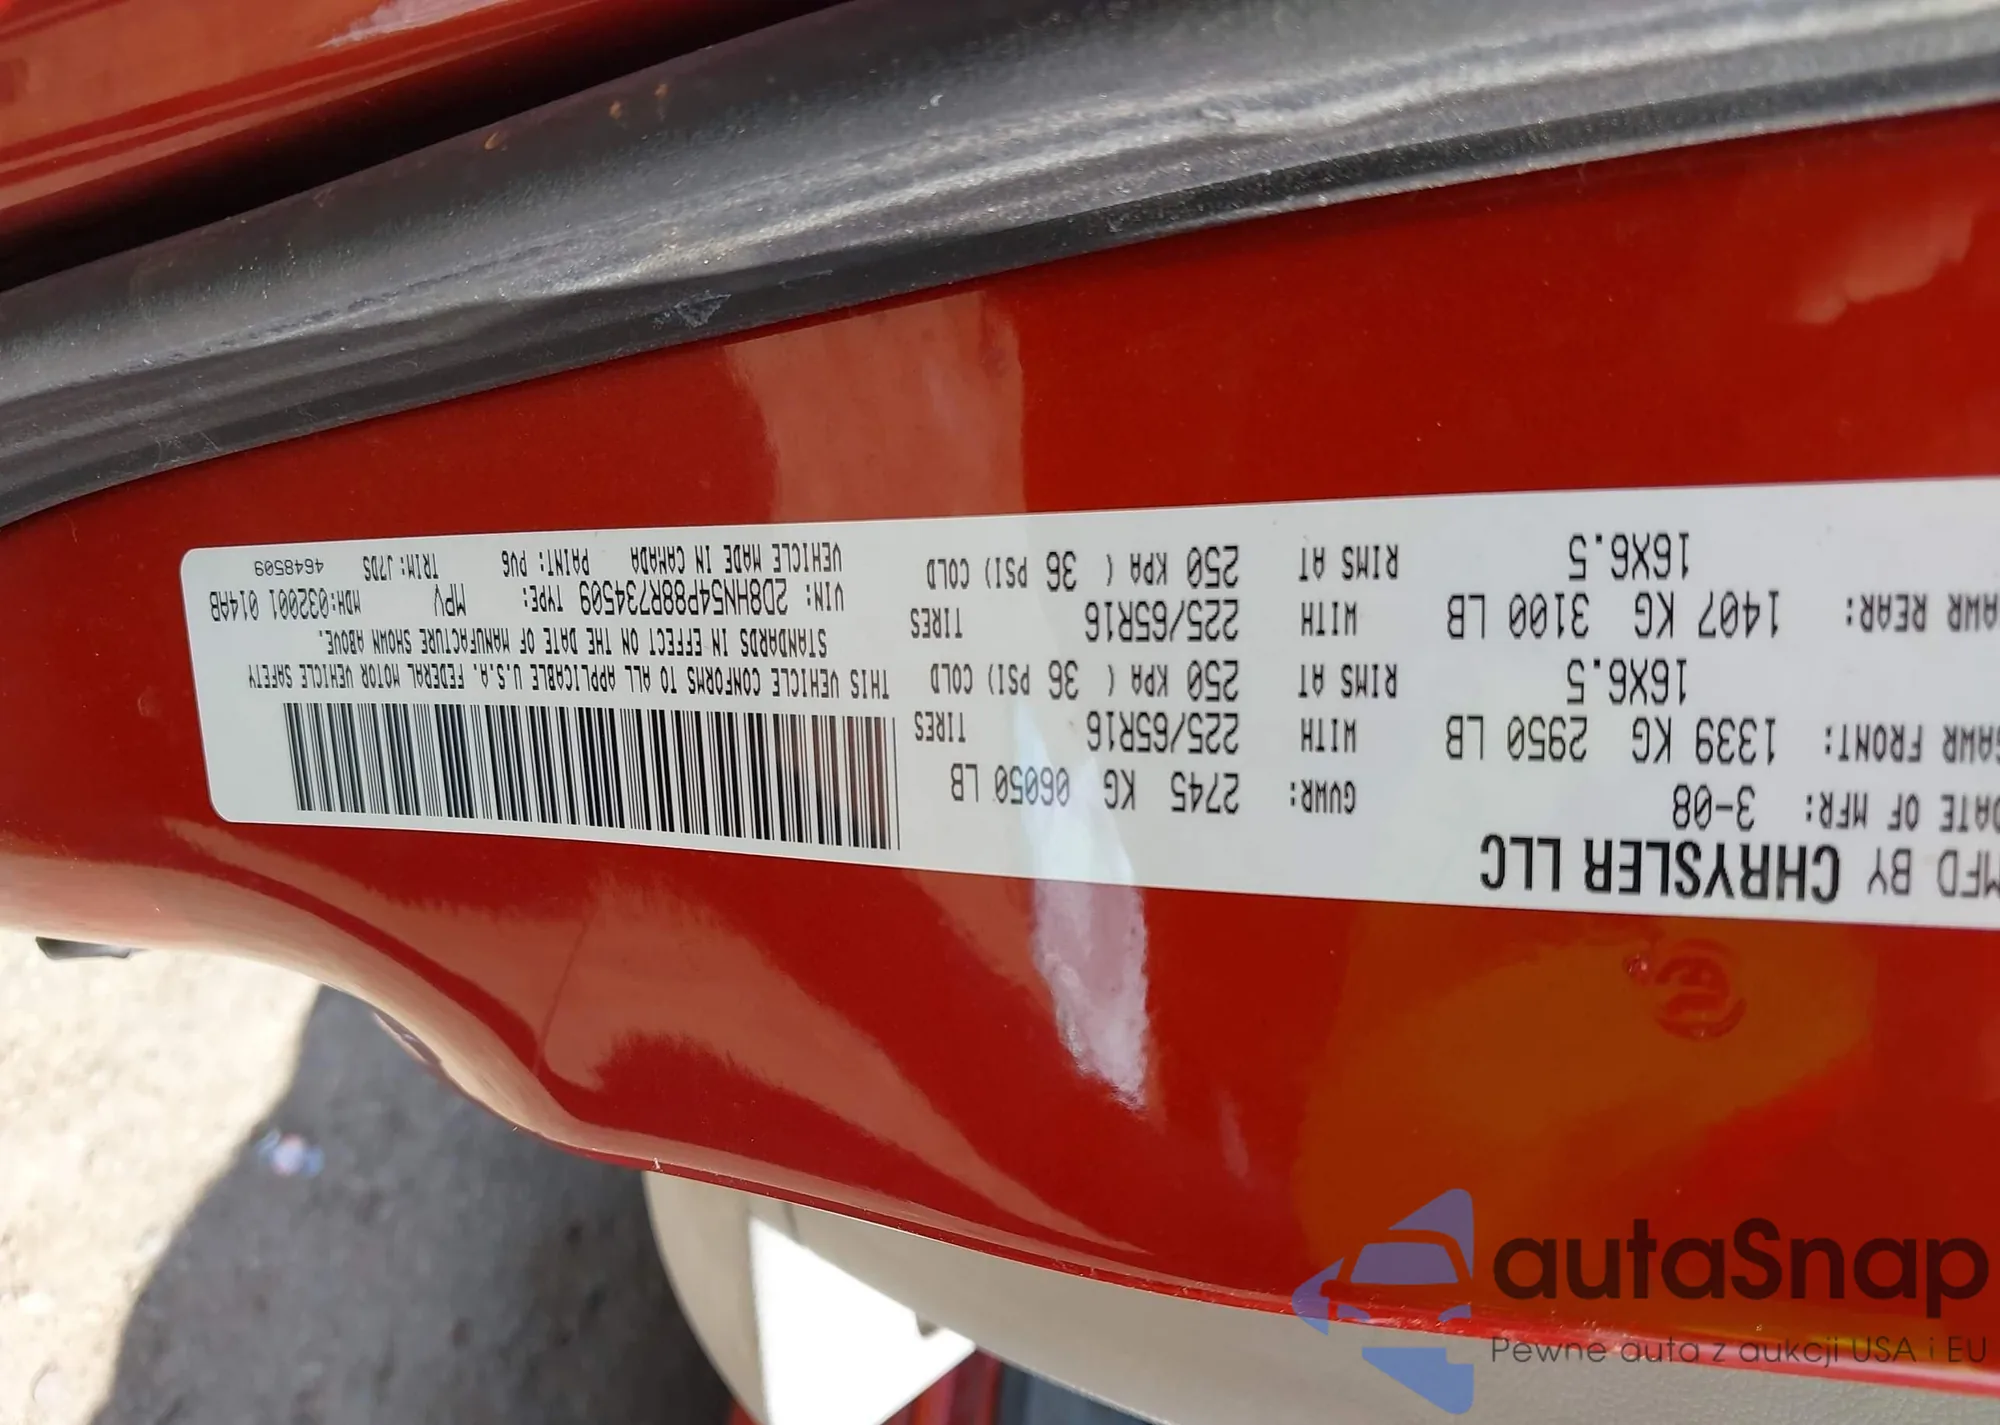 MFD BY CHRYSLER LLC
DATE OF MFR: 3-08 GVWR: 2745 KG 06050 LB
GAWR FRONT: 1339 KG 2950 LB WITH 225/65R16 TIRES
16X6.5 RIMS AT 250 KPA ( 36 PSI) COLD
GAWR REAR: 1407 KG 3100 LB WITH 225/65R16 TIRES
16X6.5 RIMS AT 250 KPA ( 36 PSI) COLD
THIS VEHICLE CONFORMS TO ALL APPLICABLE U.S.A. FEDERAL MOTOR VEHICLE SAFETY
STANDARDS IN EFFECT ON THE DATE OF MANUFACTURE SHOWN ABOVE.
VIN: 2D8HN54P88R734509 TYPE: MPV MDH: 032001 014AB
VEHICLE MADE IN CANADA PAINT: PVG TRIM: J7DS 4648509
autaSnap
Pewne auta z aukcji USA i EU